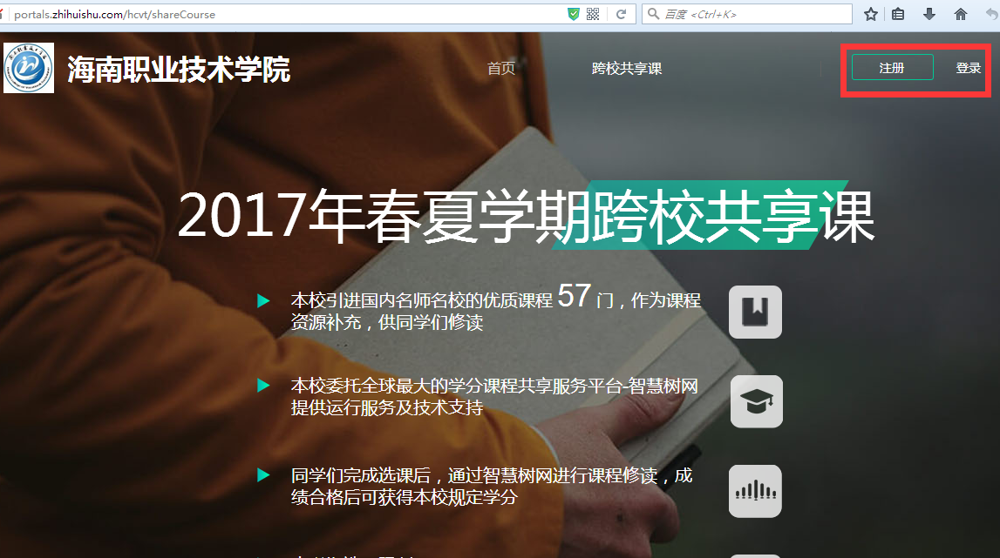 portals.zhihuishu.com/hcvt/shareCourse
百度 <Ctrl+K>
海南职业技术学院
首页
跨校共享课
注册
登录
2017年春夏学期跨校共享课
本校引进国内名师名校的优质课程 57 门，作为课程
资源补充，供同学们修读
本校委托全球最大的学分课程共享服务平台-智慧树网
提供运行服务及技术支持
同学们完成选课后，通过智慧树网进行课程修读，成
绩合格后可获得本校规定学分